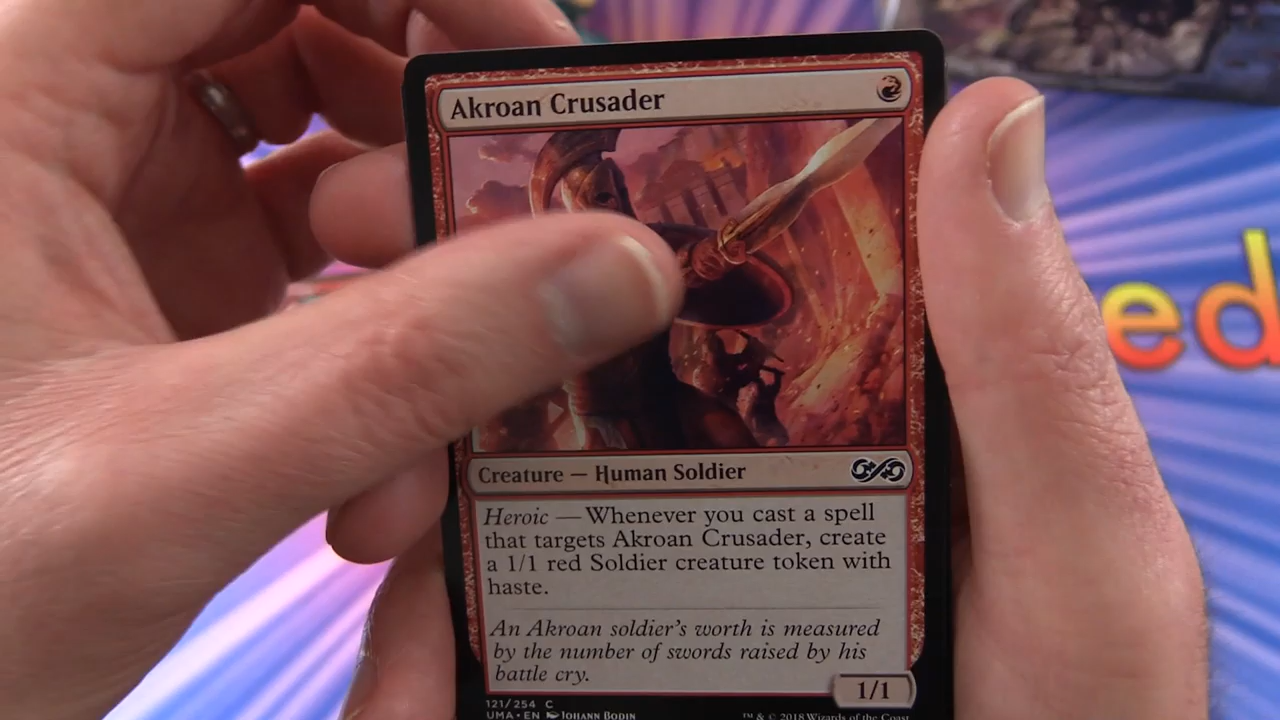 Akroan Crusader
ed
Creature — Human Soldier
Heroic — Whenever you cast a spell
that targets Akroan Crusader, create
a 1/1 red Soldier creature token with
haste.
An Akroan soldier's worth is measured
by the number of swords raised by his
battle cry.
1/1
121/254 C
UMA • EN Johann Bodin
™ & © 2018 Wizards of the Coast